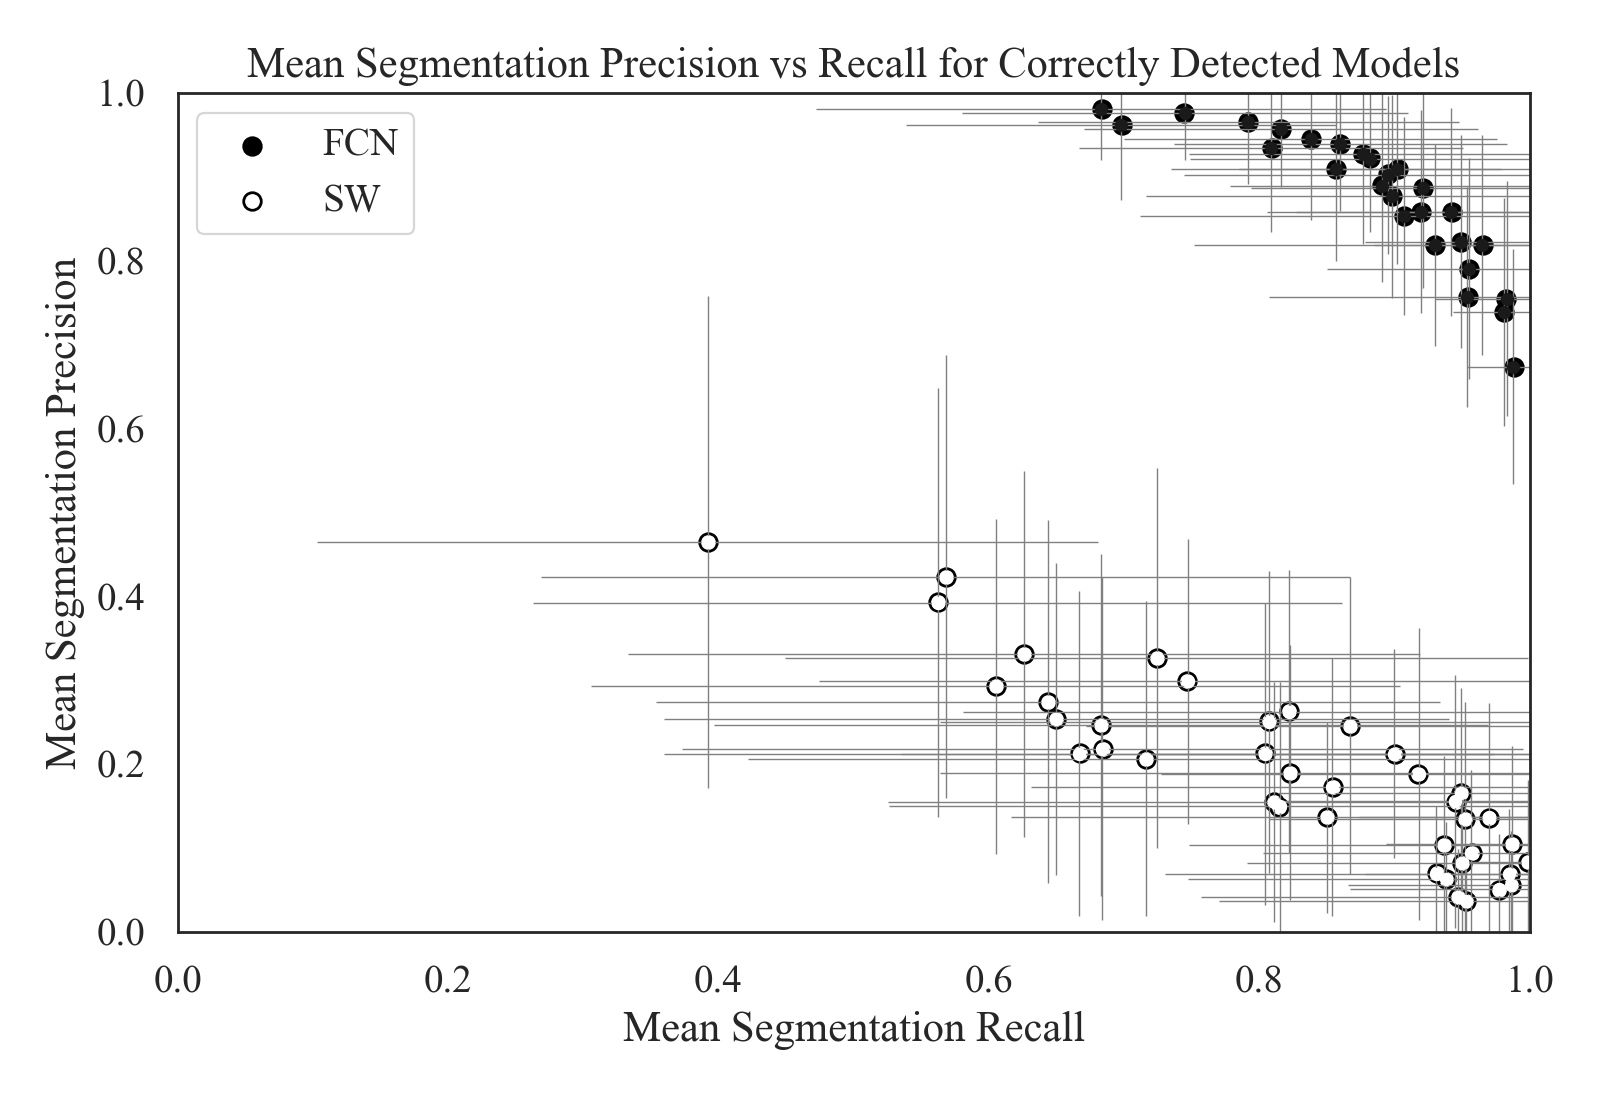 Mean Segmentation Precision vs Recall for Correctly Detected Models
1.0
FCN
SW
0.8
0.6
0.4
0.2
0.0
Mean Segmentation Precision
0.0 0.2 0.4 0.6 0.8 1.0
Mean Segmentation Recall